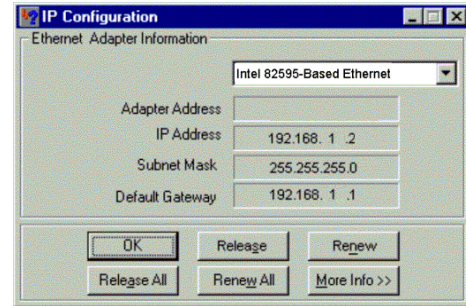 IP Configuration
Ethernet Adapter Information
Intel 82595-Based Ethernet
Adapter Address
IP Address 192.168. 1 .2
Subnet Mask 255.255.255.0
Default Gateway 192.168. 1 .1
OK Release Renew
Release All Renew All More Info >>